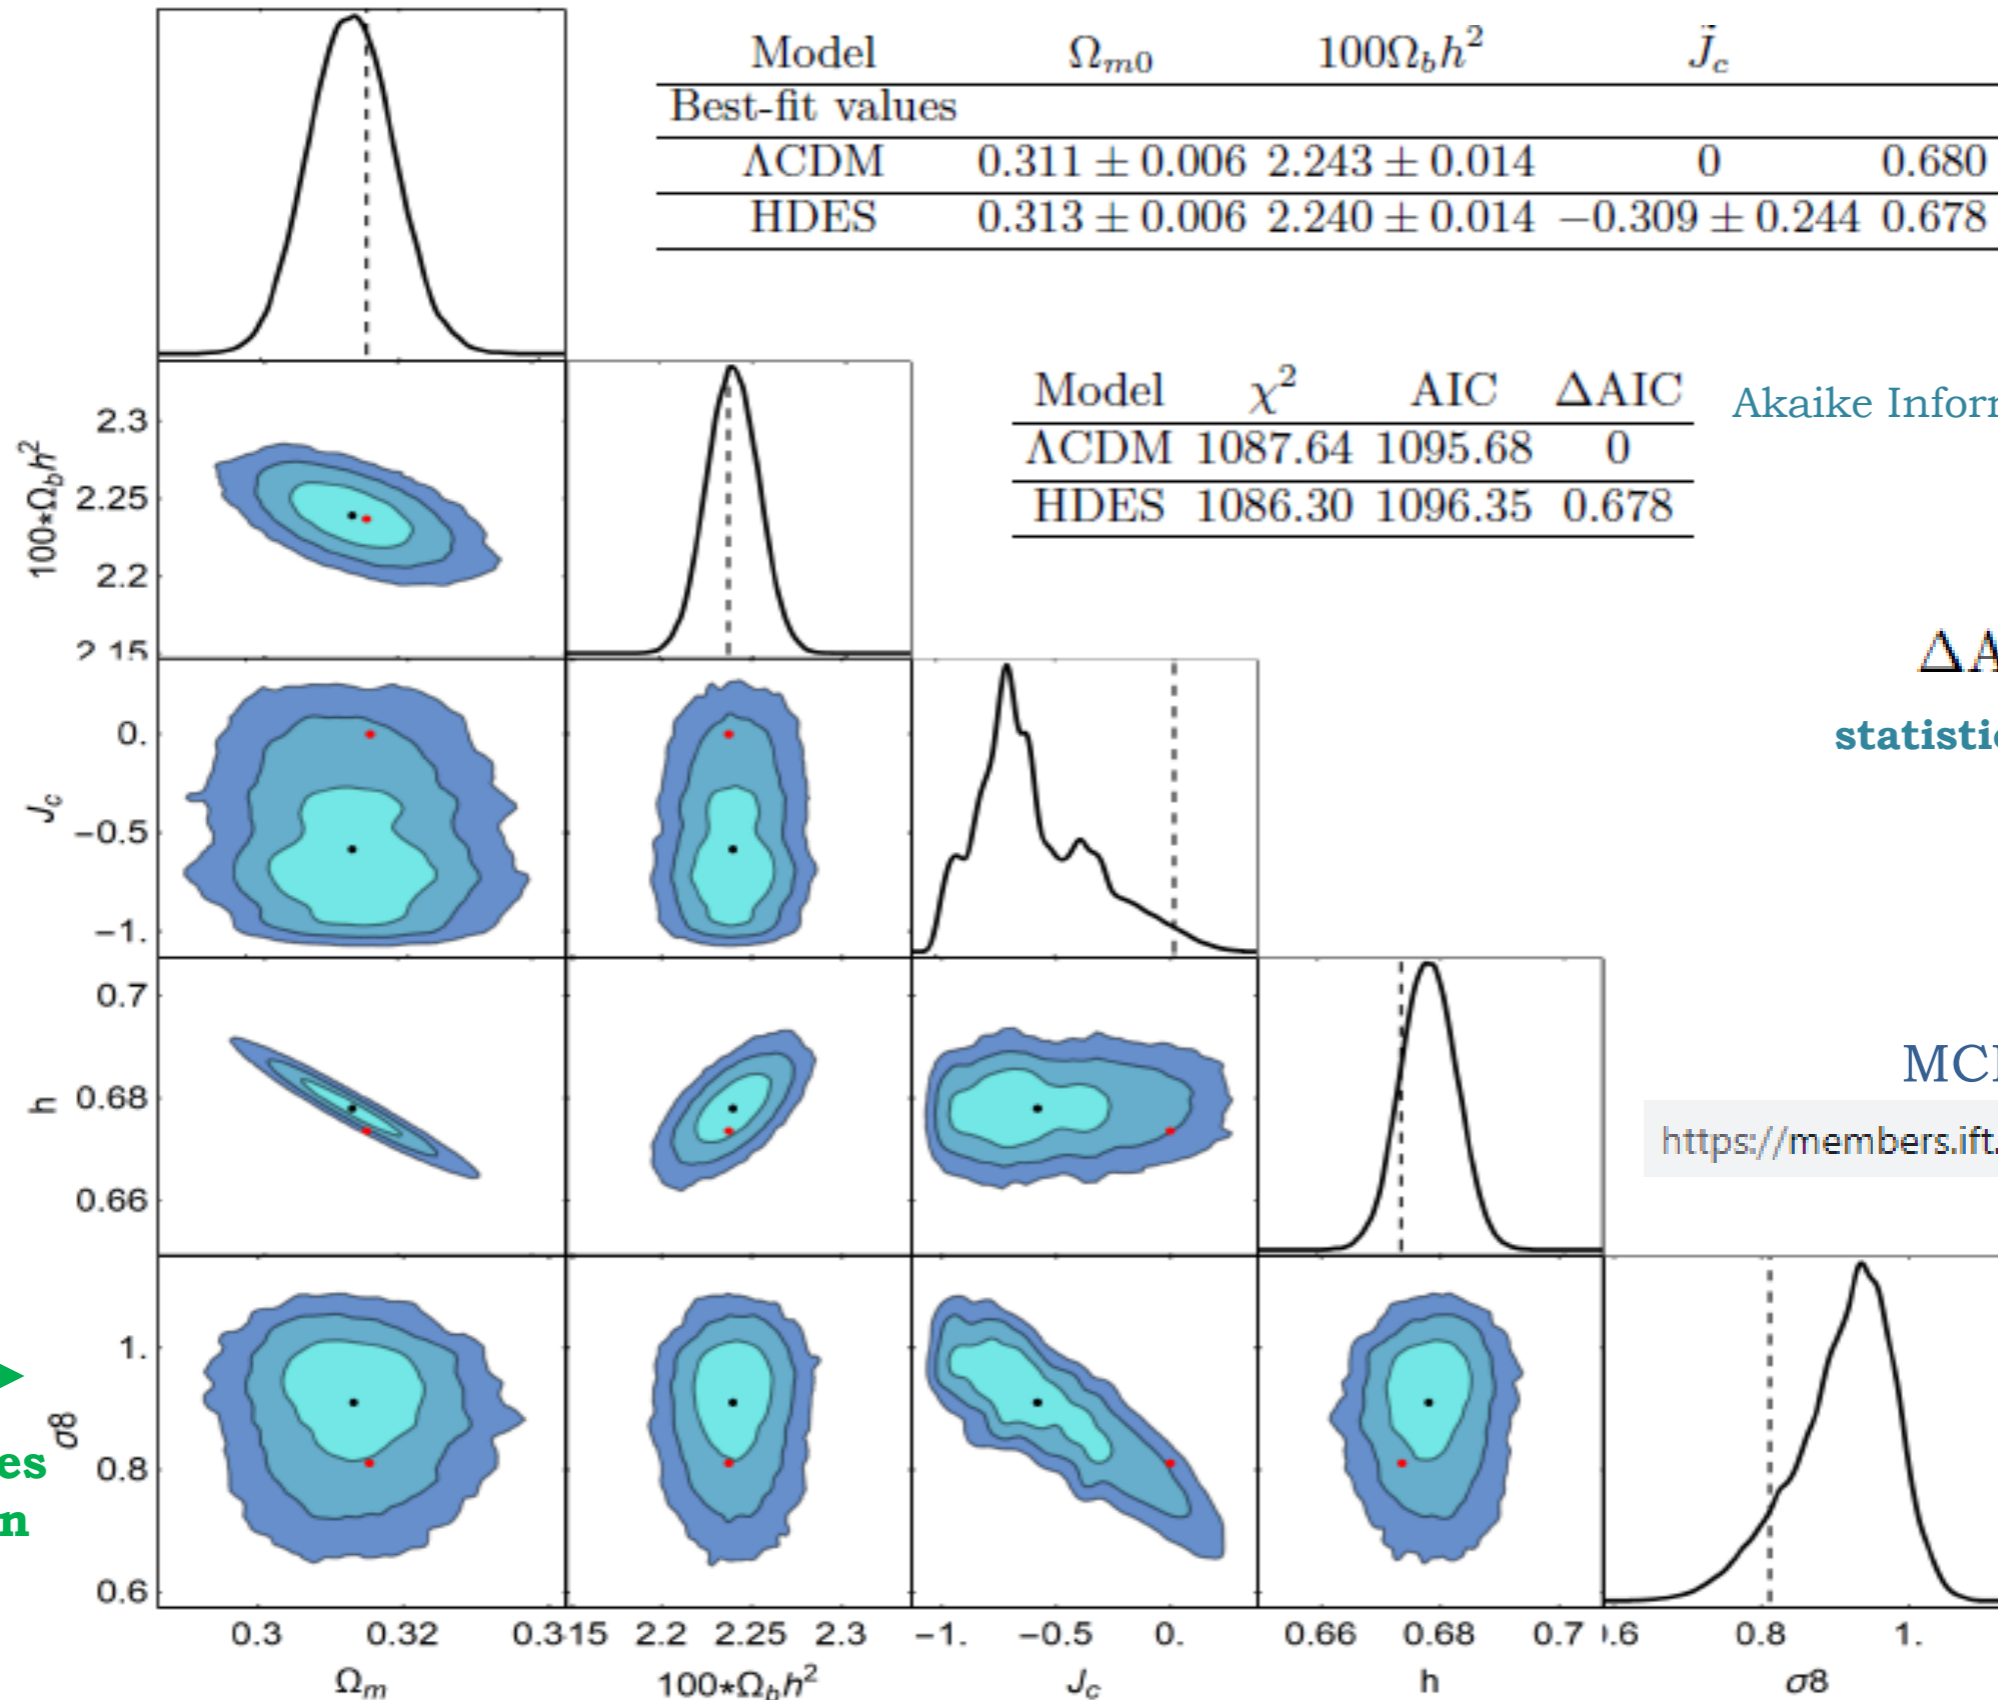 Model Ωm0 100Ωbh² J̃c
Best-fit values
ΛCDM 0.311 ± 0.006 2.243 ± 0.014 0 0.680
HDES 0.313 ± 0.006 2.240 ± 0.014 −0.309 ± 0.244 0.678
Model χ² AIC ΔAIC
ΛCDM 1087.64 1095.68 0
HDES 1086.30 1096.35 0.678
Akaike Infor
ΔA
statisti
MC
https://members.ift.
es
n
100*Ωbh²
2.3
2.25
2.2
2.15
Jc
0.
−0.5
−1.
h
0.7
0.68
0.66
σ8
1.
0.8
0.6
0.3 0.32 0.3
15 2.2 2.25 2.3
−1. −0.5 0.
0.66 0.68 0.7
.6 0.8 1.
Ωm 100*Ωbh² Jc h σ8